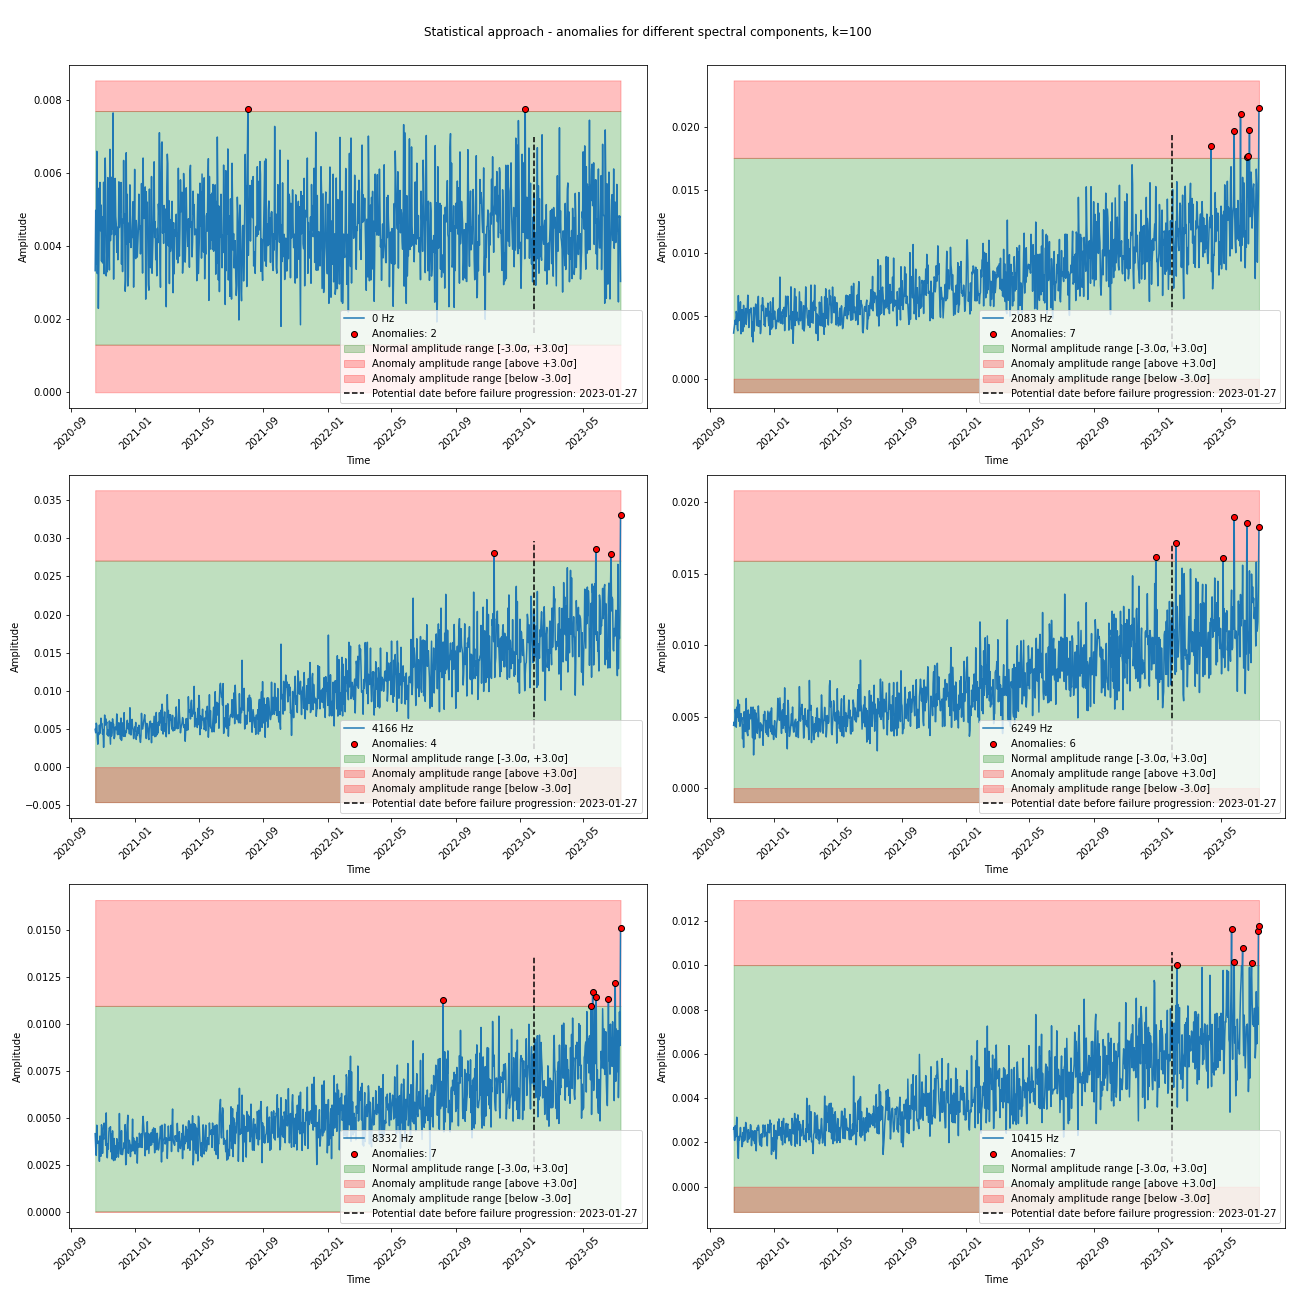 Statistical approach - anomalies for different spectral components, k=100
Amplitude
0.008
0.006
0.004
0.002
0.000
0 Hz
Anomalies: 2
Normal amplitude range [-3.0σ, +3.0σ]
Anomaly amplitude range [above +3.0σ]
Anomaly amplitude range [below -3.0σ]
Potential date before failure progression: 2023-01-27
2020-09
2021-01
2021-05
2021-09
2022-01
2022-05
2022-09
2023-01
2023-05
Time
Amplitude
0.020
0.015
0.010
0.005
0.000
2083 Hz
Anomalies: 7
Normal amplitude range [-3.0σ, +3.0σ]
Anomaly amplitude range [above +3.0σ]
Anomaly amplitude range [below -3.0σ]
Potential date before failure progression: 2023-01-27
2020-09
2021-01
2021-05
2021-09
2022-01
2022-05
2022-09
2023-01
2023-05
Time
Amplitude
0.035
0.030
0.025
0.020
0.015
0.010
0.005
0.000
−0.005
4166 Hz
Anomalies: 4
Normal amplitude range [-3.0σ, +3.0σ]
Anomaly amplitude range [above +3.0σ]
Anomaly amplitude range [below -3.0σ]
Potential date before failure progression: 2023-01-27
2020-09
2021-01
2021-05
2021-09
2022-01
2022-05
2022-09
2023-01
2023-05
Time
Amplitude
0.020
0.015
0.010
0.005
0.000
6249 Hz
Anomalies: 6
Normal amplitude range [-3.0σ, +3.0σ]
Anomaly amplitude range [above +3.0σ]
Anomaly amplitude range [below -3.0σ]
Potential date before failure progression: 2023-01-27
2020-09
2021-01
2021-05
2021-09
2022-01
2022-05
2022-09
2023-01
2023-05
Time
Amplitude
0.0150
0.0125
0.0100
0.0075
0.0050
0.0025
0.0000
8332 Hz
Anomalies: 7
Normal amplitude range [-3.0σ, +3.0σ]
Anomaly amplitude range [above +3.0σ]
Anomaly amplitude range [below -3.0σ]
Potential date before failure progression: 2023-01-27
2020-09
2021-01
2021-05
2021-09
2022-01
2022-05
2022-09
2023-01
2023-05
Time
Amplitude
0.012
0.010
0.008
0.006
0.004
0.002
0.000
10415 Hz
Anomalies: 7
Normal amplitude range [-3.0σ, +3.0σ]
Anomaly amplitude range [above +3.0σ]
Anomaly amplitude range [below -3.0σ]
Potential date before failure progression: 2023-01-27
2020-09
2021-01
2021-05
2021-09
2022-01
2022-05
2022-09
2023-01
2023-05
Time